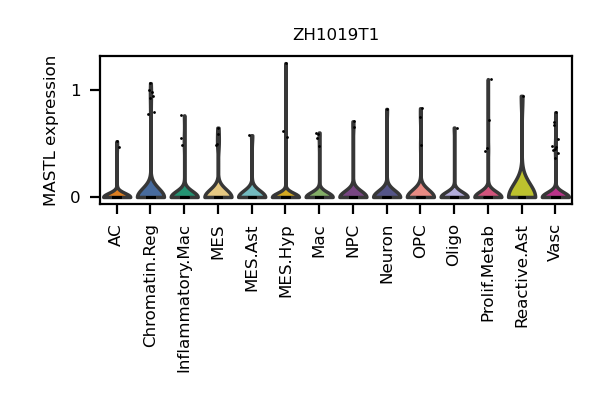 ZH1019T1
MASTL expression
1
0
AC
Chromatin.Reg
Inflammatory.Mac
MES
MES.Ast
MES.Hyp
Mac
NPC
Neuron
OPC
Oligo
Prolif.Metab
Reactive.Ast
Vasc